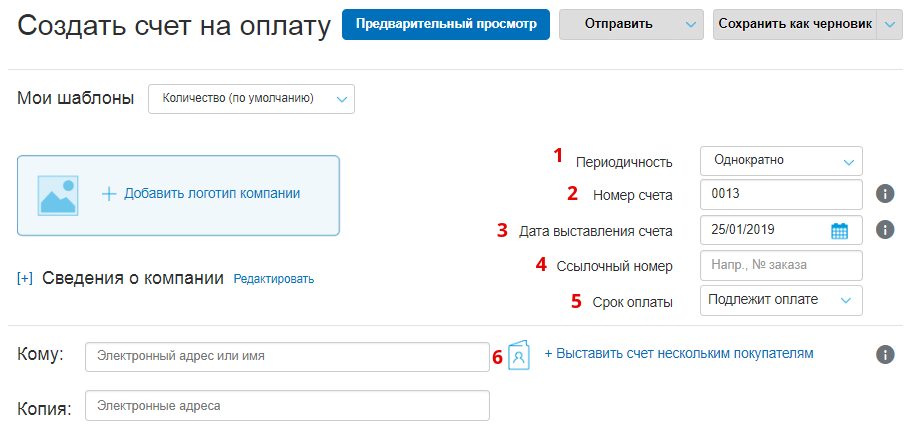 Создать счет на оплату
Предварительный просмотр
Отправить
Сохранить как черновик
Мои шаблоны
Количество (по умолчанию)
+ Добавить логотип компании
1 Периодичность Однократно
2 Номер счета 0013
3 Дата выставления счета 25/01/2019
4 Ссылочный номер Напр., № заказа
5 Срок оплаты Подлежит оплате
[+] Сведения о компании Редактировать
Кому: Электронный адрес или имя 6 + Выставить счет нескольким покупателям
Копия: Электронные адреса